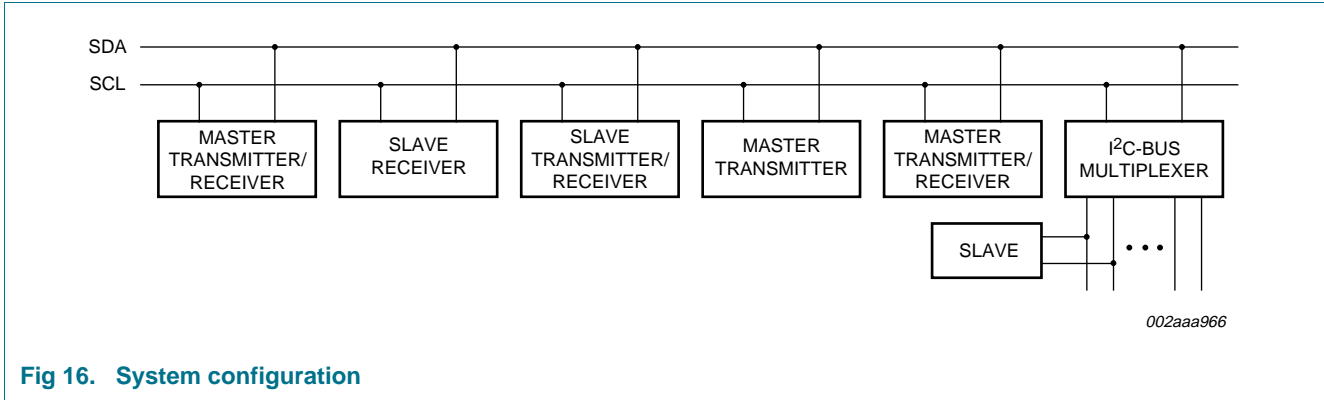 SDA
SCL
MASTER
TRANSMITTER/
RECEIVER
SLAVE
RECEIVER
SLAVE
TRANSMITTER/
RECEIVER
MASTER
TRANSMITTER
MASTER
TRANSMITTER/
RECEIVER
I²C-BUS
MULTIPLEXER
SLAVE
002aaa966
Fig 16. System configuration